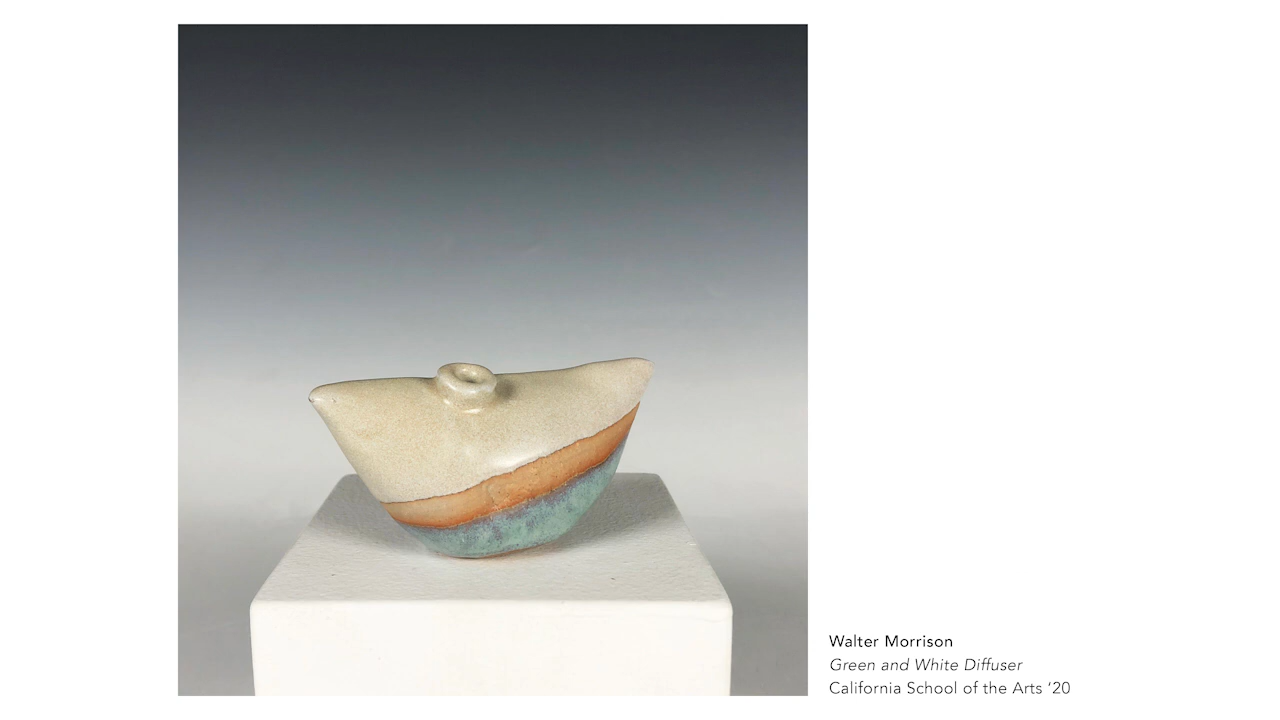 Walter Morrison
Green and White Diffuser
California School of the Arts ‘20